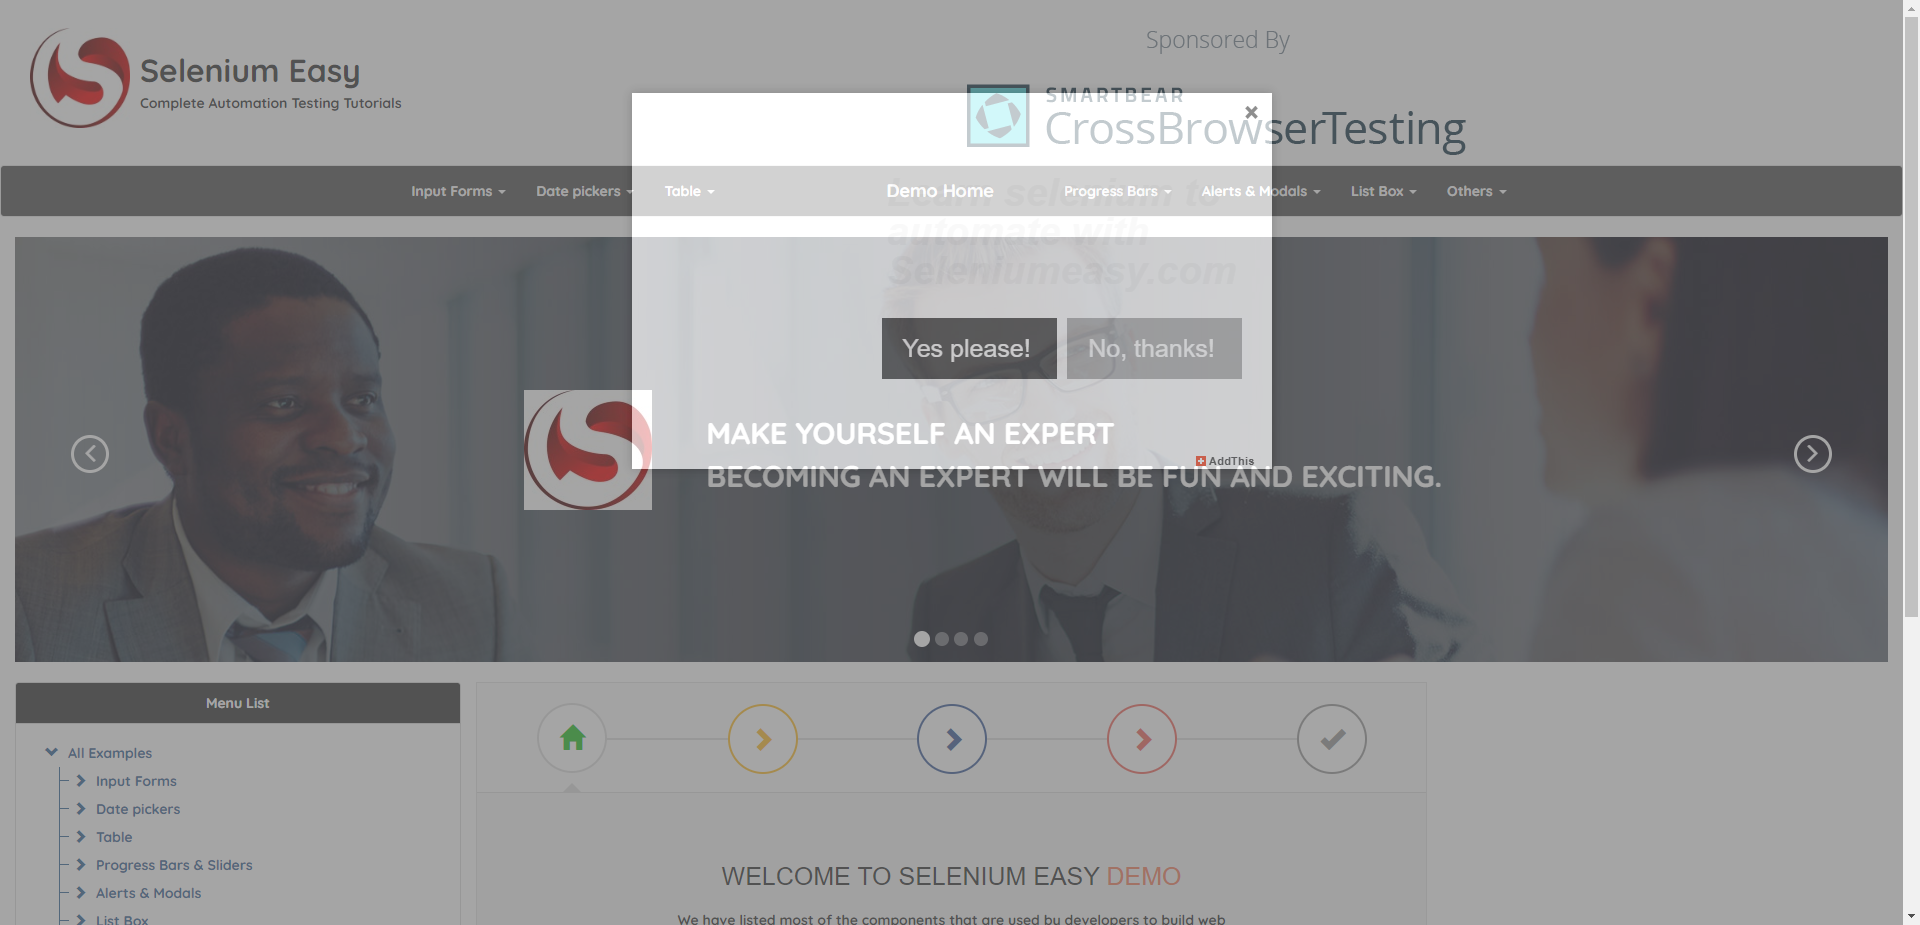 Selenium Easy
Complete Automation Testing Tutorials
Sponsored By
SMARTBEAR
CrossBrowserTesting
Input Forms
Date pickers
Table
Demo Home
Progress Bars
Alerts & Modals
List Box
Others
Learn selenium to
automate with
Seleniumeasy.com
Yes please!
No, thanks!
MAKE YOURSELF AN EXPERT
AddThis
BECOMING AN EXPERT WILL BE FUN AND EXCITING.
Menu List
All Examples
Input Forms
Date pickers
Table
Progress Bars & Sliders
Alerts & Modals
List Box
WELCOME TO SELENIUM EASY DEMO
We have listed most of the components that are used by developers to build web